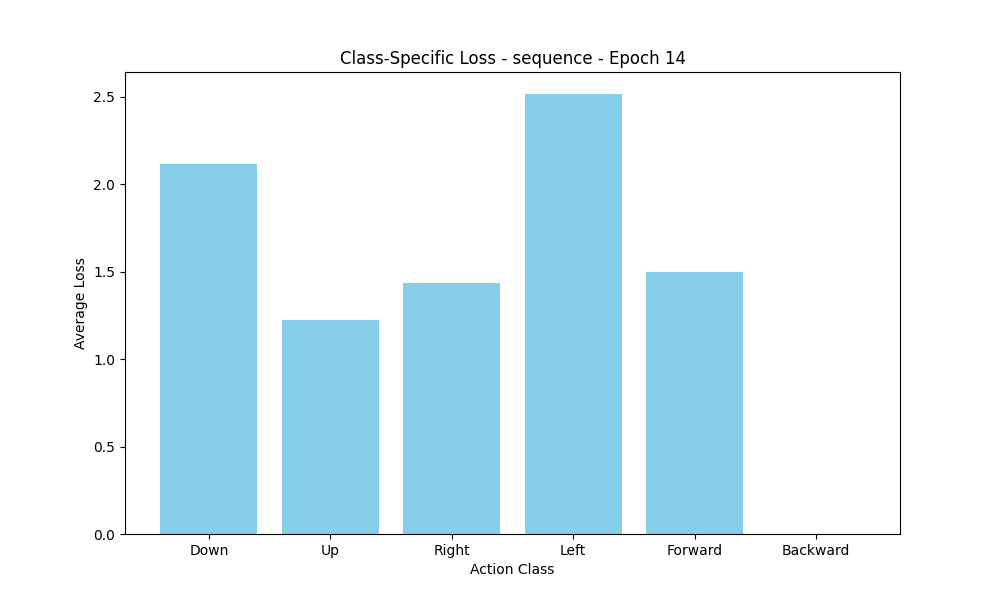 Class-Specific Loss - sequence - Epoch 14
Average Loss
2.5
2.0
1.5
1.0
0.5
0.0
Down Up Right Left Forward Backward
Action Class